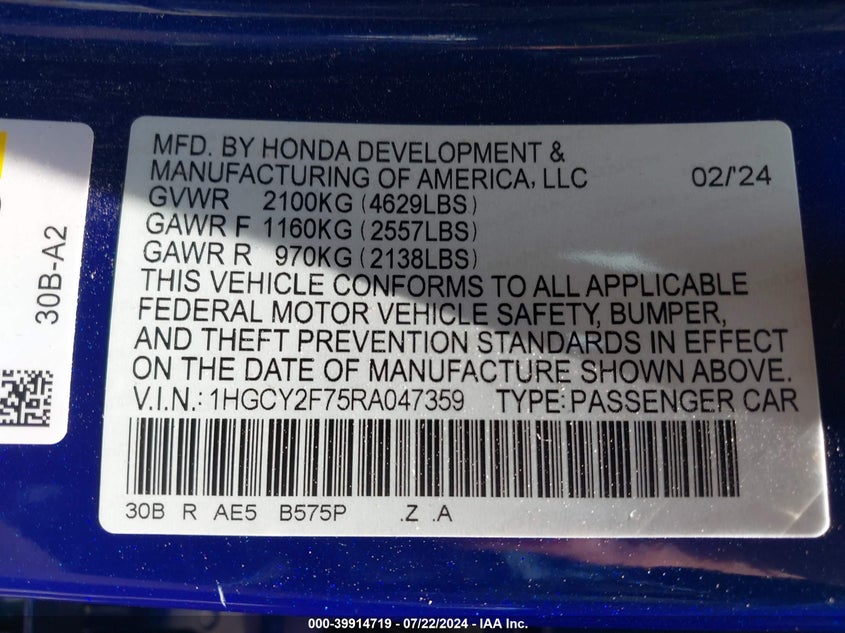 MFD. BY HONDA DEVELOPMENT &
MANUFACTURING OF AMERICA, LLC 02/'24
GVWR 2100KG (4629LBS)
GAWR F 1160KG (2557LBS)
GAWR R 970KG (2138LBS)
THIS VEHICLE CONFORMS TO ALL APPLICABLE
FEDERAL MOTOR VEHICLE SAFETY, BUMPER,
AND THEFT PREVENTION STANDARDS IN EFFECT
ON THE DATE OF MANUFACTURE SHOWN ABOVE.
V.I.N.: 1HGCY2F75RA047359 TYPE:PASSENGER CAR
30B R AE5 B575P .Z .A
30B-A2
000-39914719 / 07/22/2024 - IAA Inc.